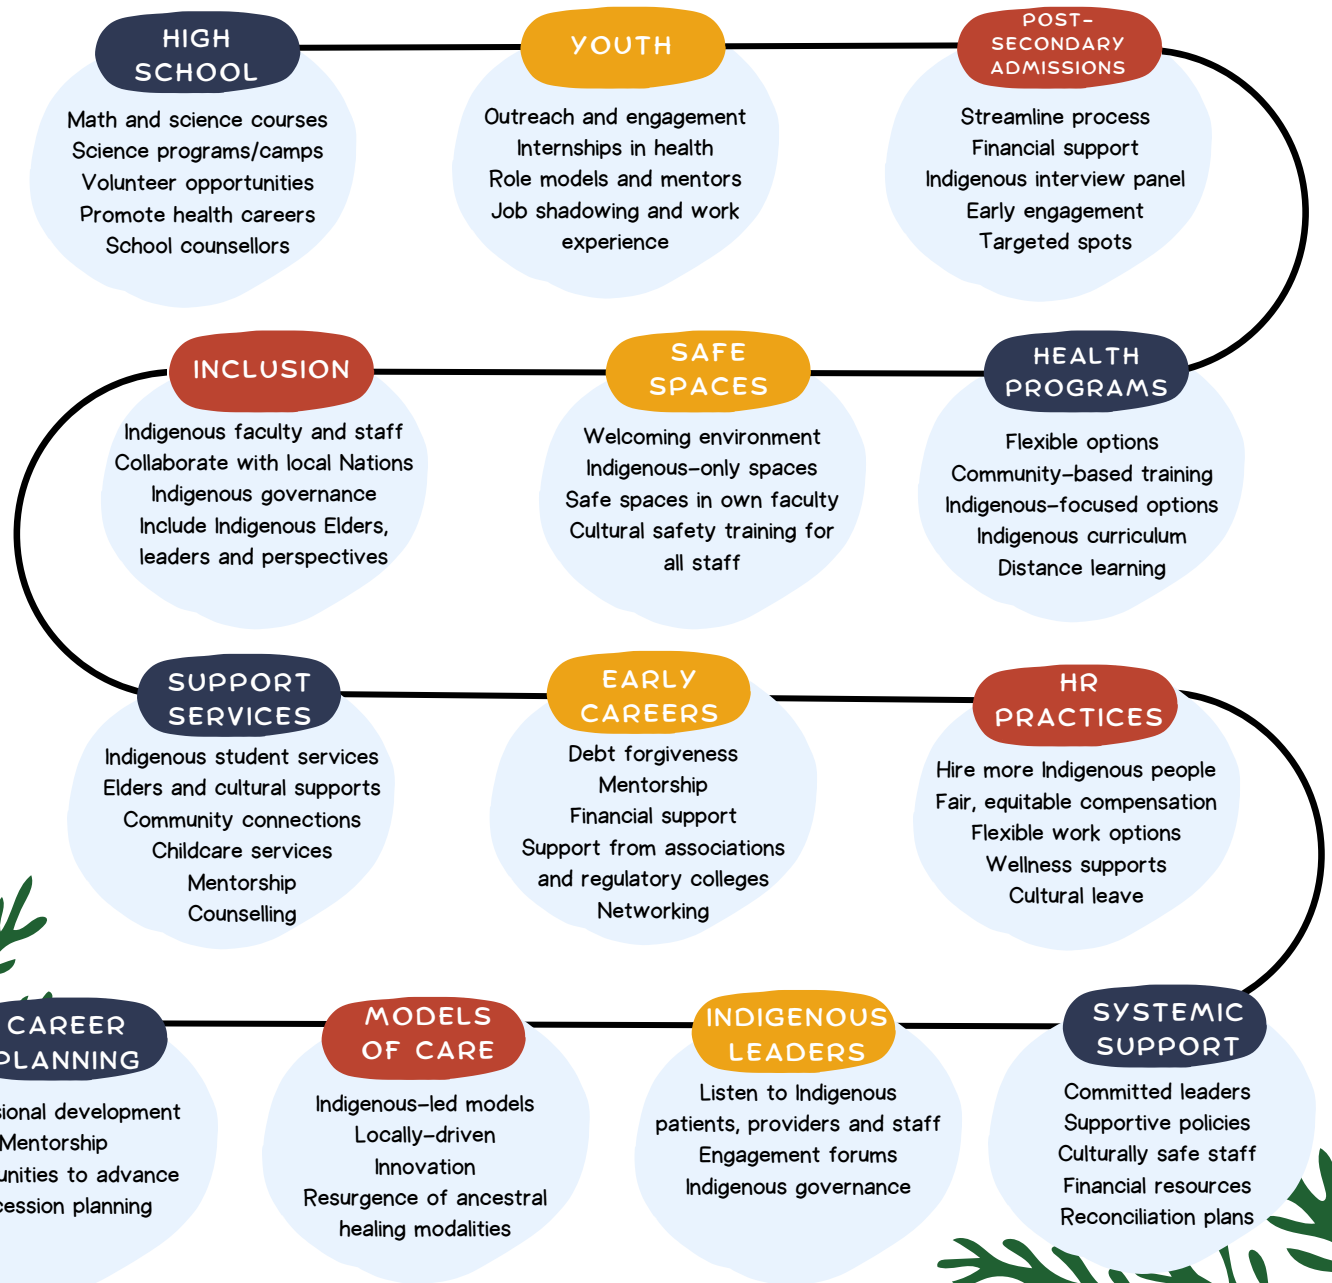 HIGH
SCHOOL
Math and science courses
Science programs/camps
Volunteer opportunities
Promote health careers
School counsellors
YOUTH
Outreach and engagement
Internships in health
Role models and mentors
Job shadowing and work
experience
POST-
SECONDARY
ADMISSIONS
Streamline process
Financial support
Indigenous interview panel
Early engagement
Targeted spots
INCLUSION
Indigenous faculty and staff
Collaborate with local Nations
Indigenous governance
Include Indigenous Elders,
leaders and perspectives
SAFE
SPACES
Welcoming environment
Indigenous-only spaces
Safe spaces in own faculty
Cultural safety training for
all staff
HEALTH
PROGRAMS
Flexible options
Community-based training
Indigenous-focused options
Indigenous curriculum
Distance learning
SUPPORT
SERVICES
Indigenous student services
Elders and cultural supports
Community connections
Childcare services
Mentorship
Counselling
EARLY
CAREERS
Debt forgiveness
Mentorship
Financial support
Support from associations
and regulatory colleges
Networking
HR
PRACTICES
Hire more Indigenous people
Fair, equitable compensation
Flexible work options
Wellness supports
Cultural leave
CAREER
PLANNING
development
Mentorship
to advance
planning
MODELS
OF CARE
Indigenous-led models
Locally-driven
Innovation
Resurgence of ancestral
healing modalities
INDIGENOUS
LEADERS
Listen to Indigenous
patients, providers and staff
Engagement forums
Indigenous governance
SYSTEMIC
SUPPORT
Committed leaders
Supportive policies
Culturally safe staff
Financial resources
Reconciliation plans